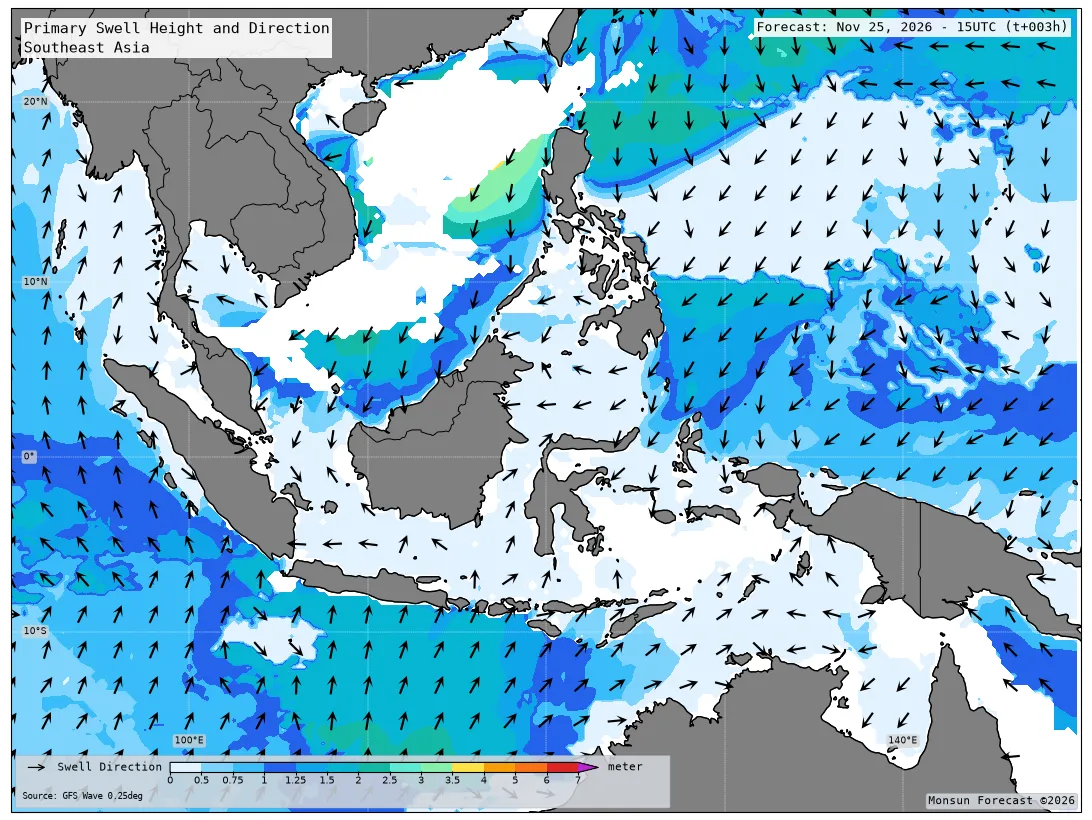 Primary Swell Height and Direction
Southeast Asia
Forecast: Nov 25, 2026 - 15UTC (t+003h)
20°N
10°N
0°
10°S
100°E
140°E
Swell Direction
0 0.5 0.75 1 1.25 1.5 2 2.5 3 3.5 4 5 6 7
meter
Source: GFS Wave 0.25deg
Monsun Forecast ©2026